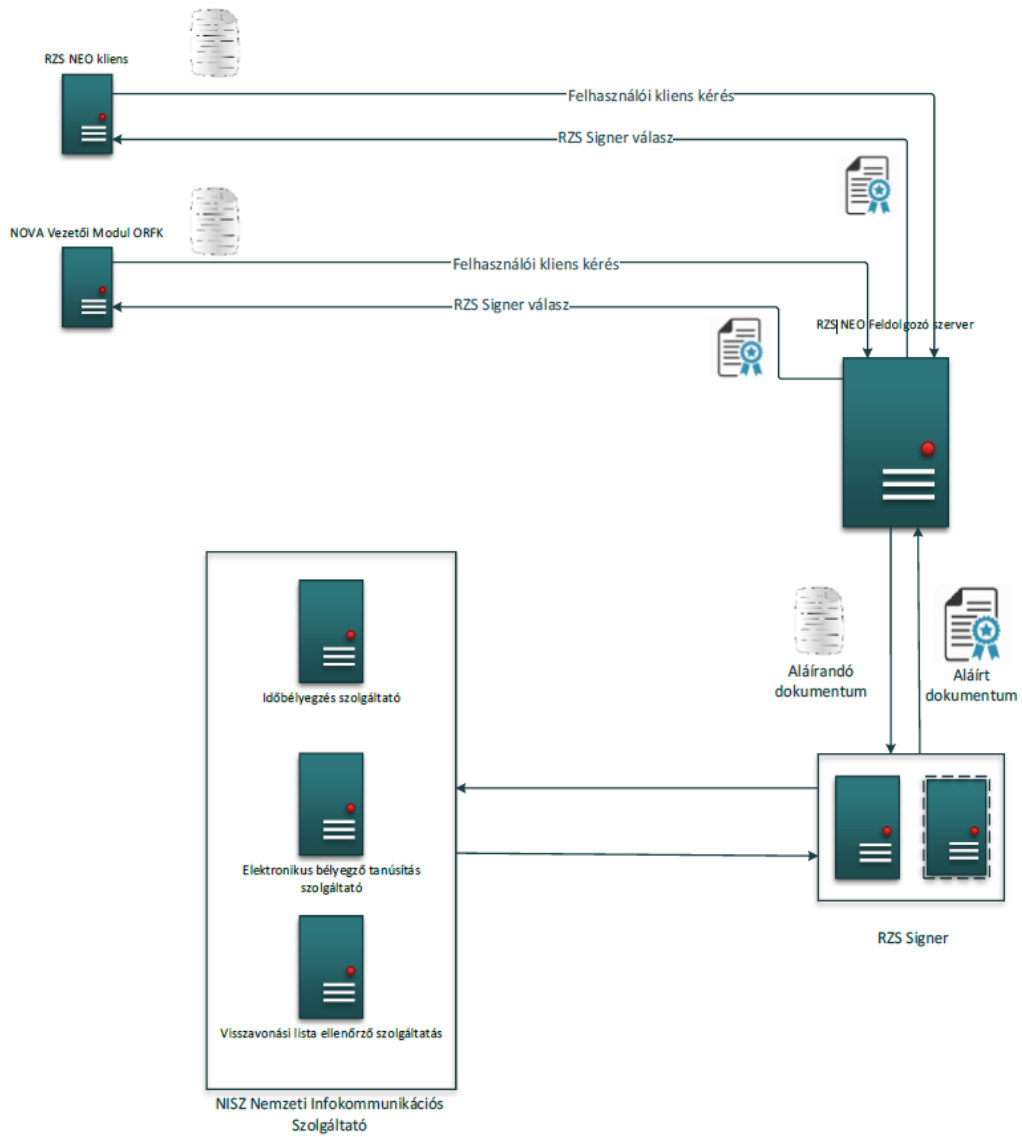 RZS NEO kliens
Felhasználói kliens kérés
RZS Signer válasz
NOVA Vezetői Modul ORFK
Felhasználói kliens kérés
RZS Signer válasz
RZS NEO Feldolgozó szerver
Aláírandó
dokumentum
Aláírt
dokumentum
Időbélyegzés szolgáltató
Elektronikus bélyegző tanúsítás
szolgáltató
Visszavonási lista ellenőrző szolgáltatás
RZS Signer
NISZ Nemzeti Infokommunikációs
Szolgáltató